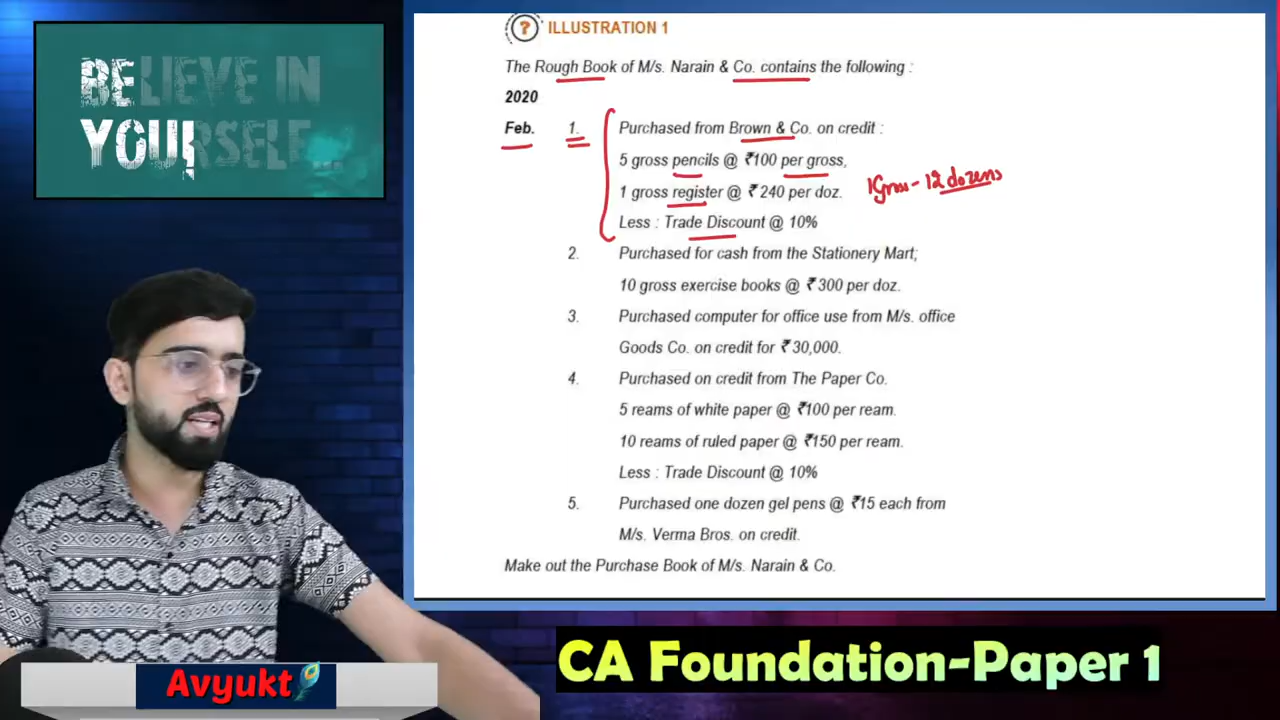 BELIEVE IN
YOURSELF...
? ILLUSTRATION 1
The Rough Book of M/s. Narain & Co. contains the following :
2020
Feb. 1. Purchased from Brown & Co. on credit :
5 gross pencils @ ₹100 per gross,
1 gross register @ ₹ 240 per doz.
1Gross - 12 dozens
Less : Trade Discount @ 10%
2. Purchased for cash from the Stationery Mart;
10 gross exercise books @ ₹ 300 per doz.
3. Purchased computer for office use from M/s. office
Goods Co. on credit for ₹ 30,000.
4. Purchased on credit from The Paper Co.
5 reams of white paper @ ₹100 per ream.
10 reams of ruled paper @ ₹150 per ream.
Less : Trade Discount @ 10%
5. Purchased one dozen gel pens @ ₹15 each from
M/s. Verma Bros. on credit.
Make out the Purchase Book of M/s. Narain & Co.
Avyukt
CA Foundation-Paper 1